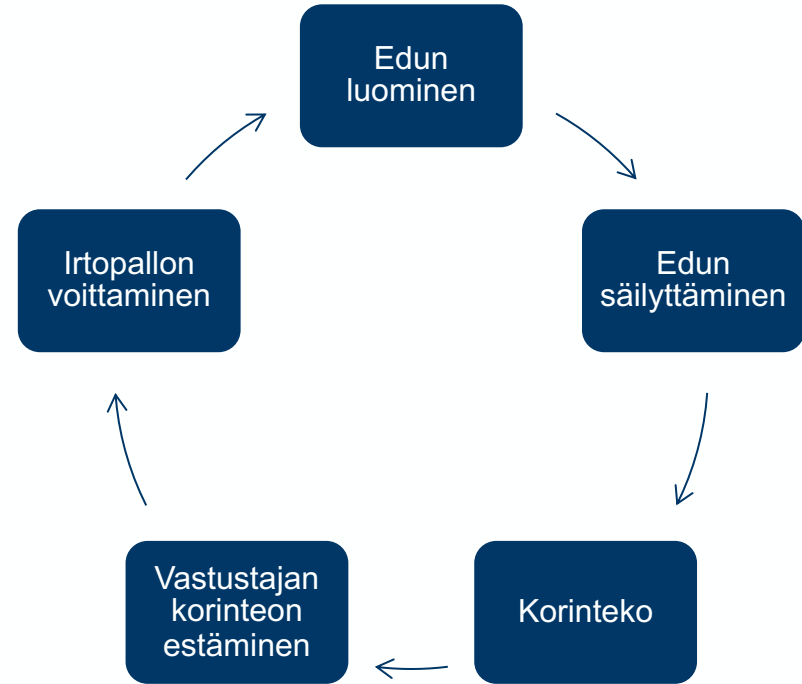 Edun
luominen
Edun
säilyttäminen
Korinteko
Vastustajan
korinteon
estäminen
Irtopallon
voittaminen